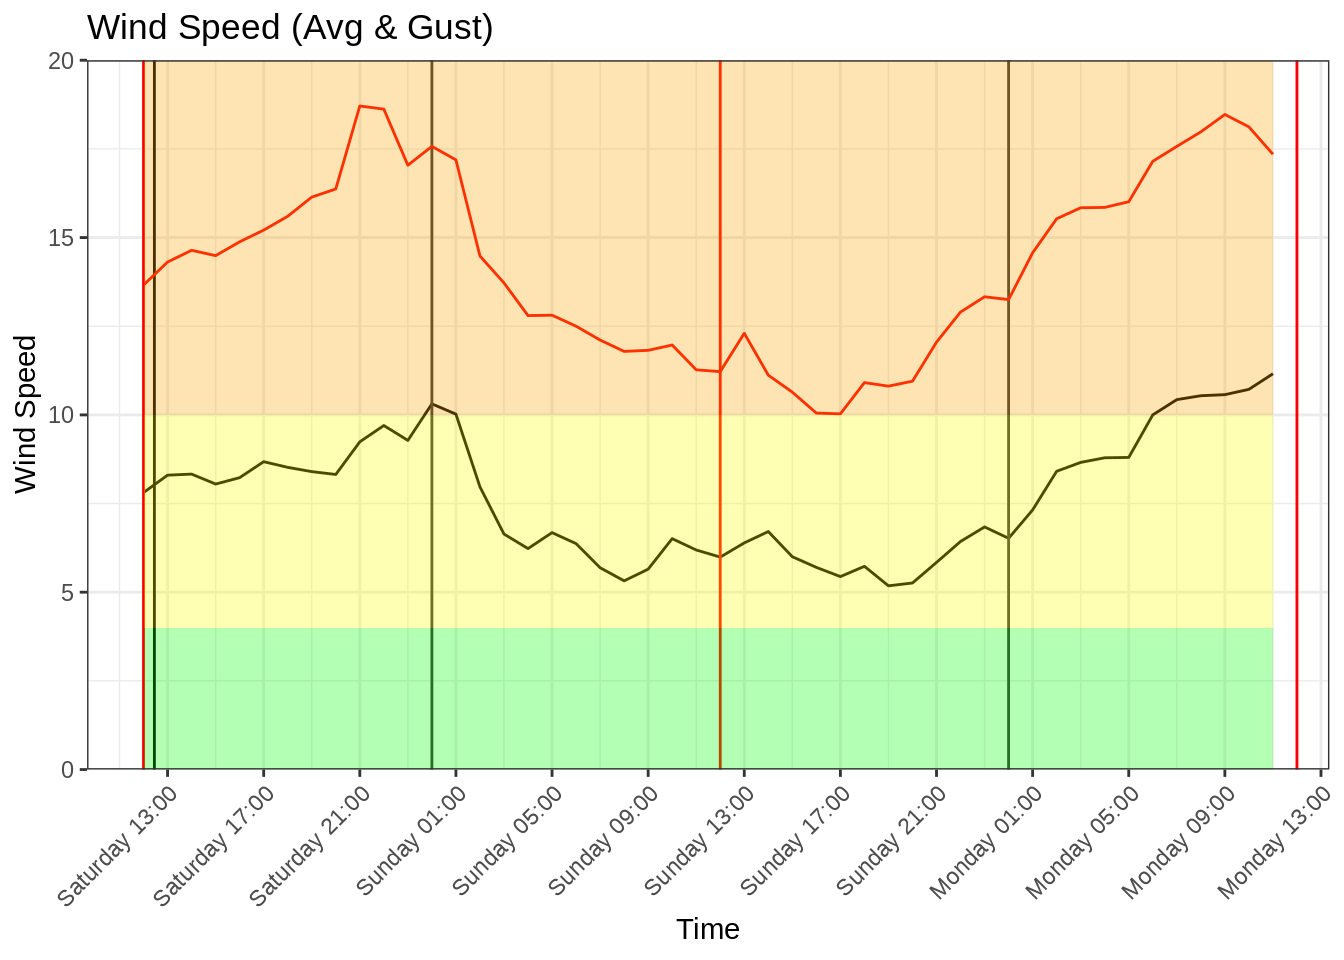 Wind Speed (Avg & Gust)
20
15
10
5
0
Wind Speed
Saturday 13:00
Saturday 17:00
Saturday 21:00
Sunday 01:00
Sunday 05:00
Sunday 09:00
Sunday 13:00
Sunday 17:00
Sunday 21:00
Monday 01:00
Monday 05:00
Monday 09:00
Monday 13:00
Time